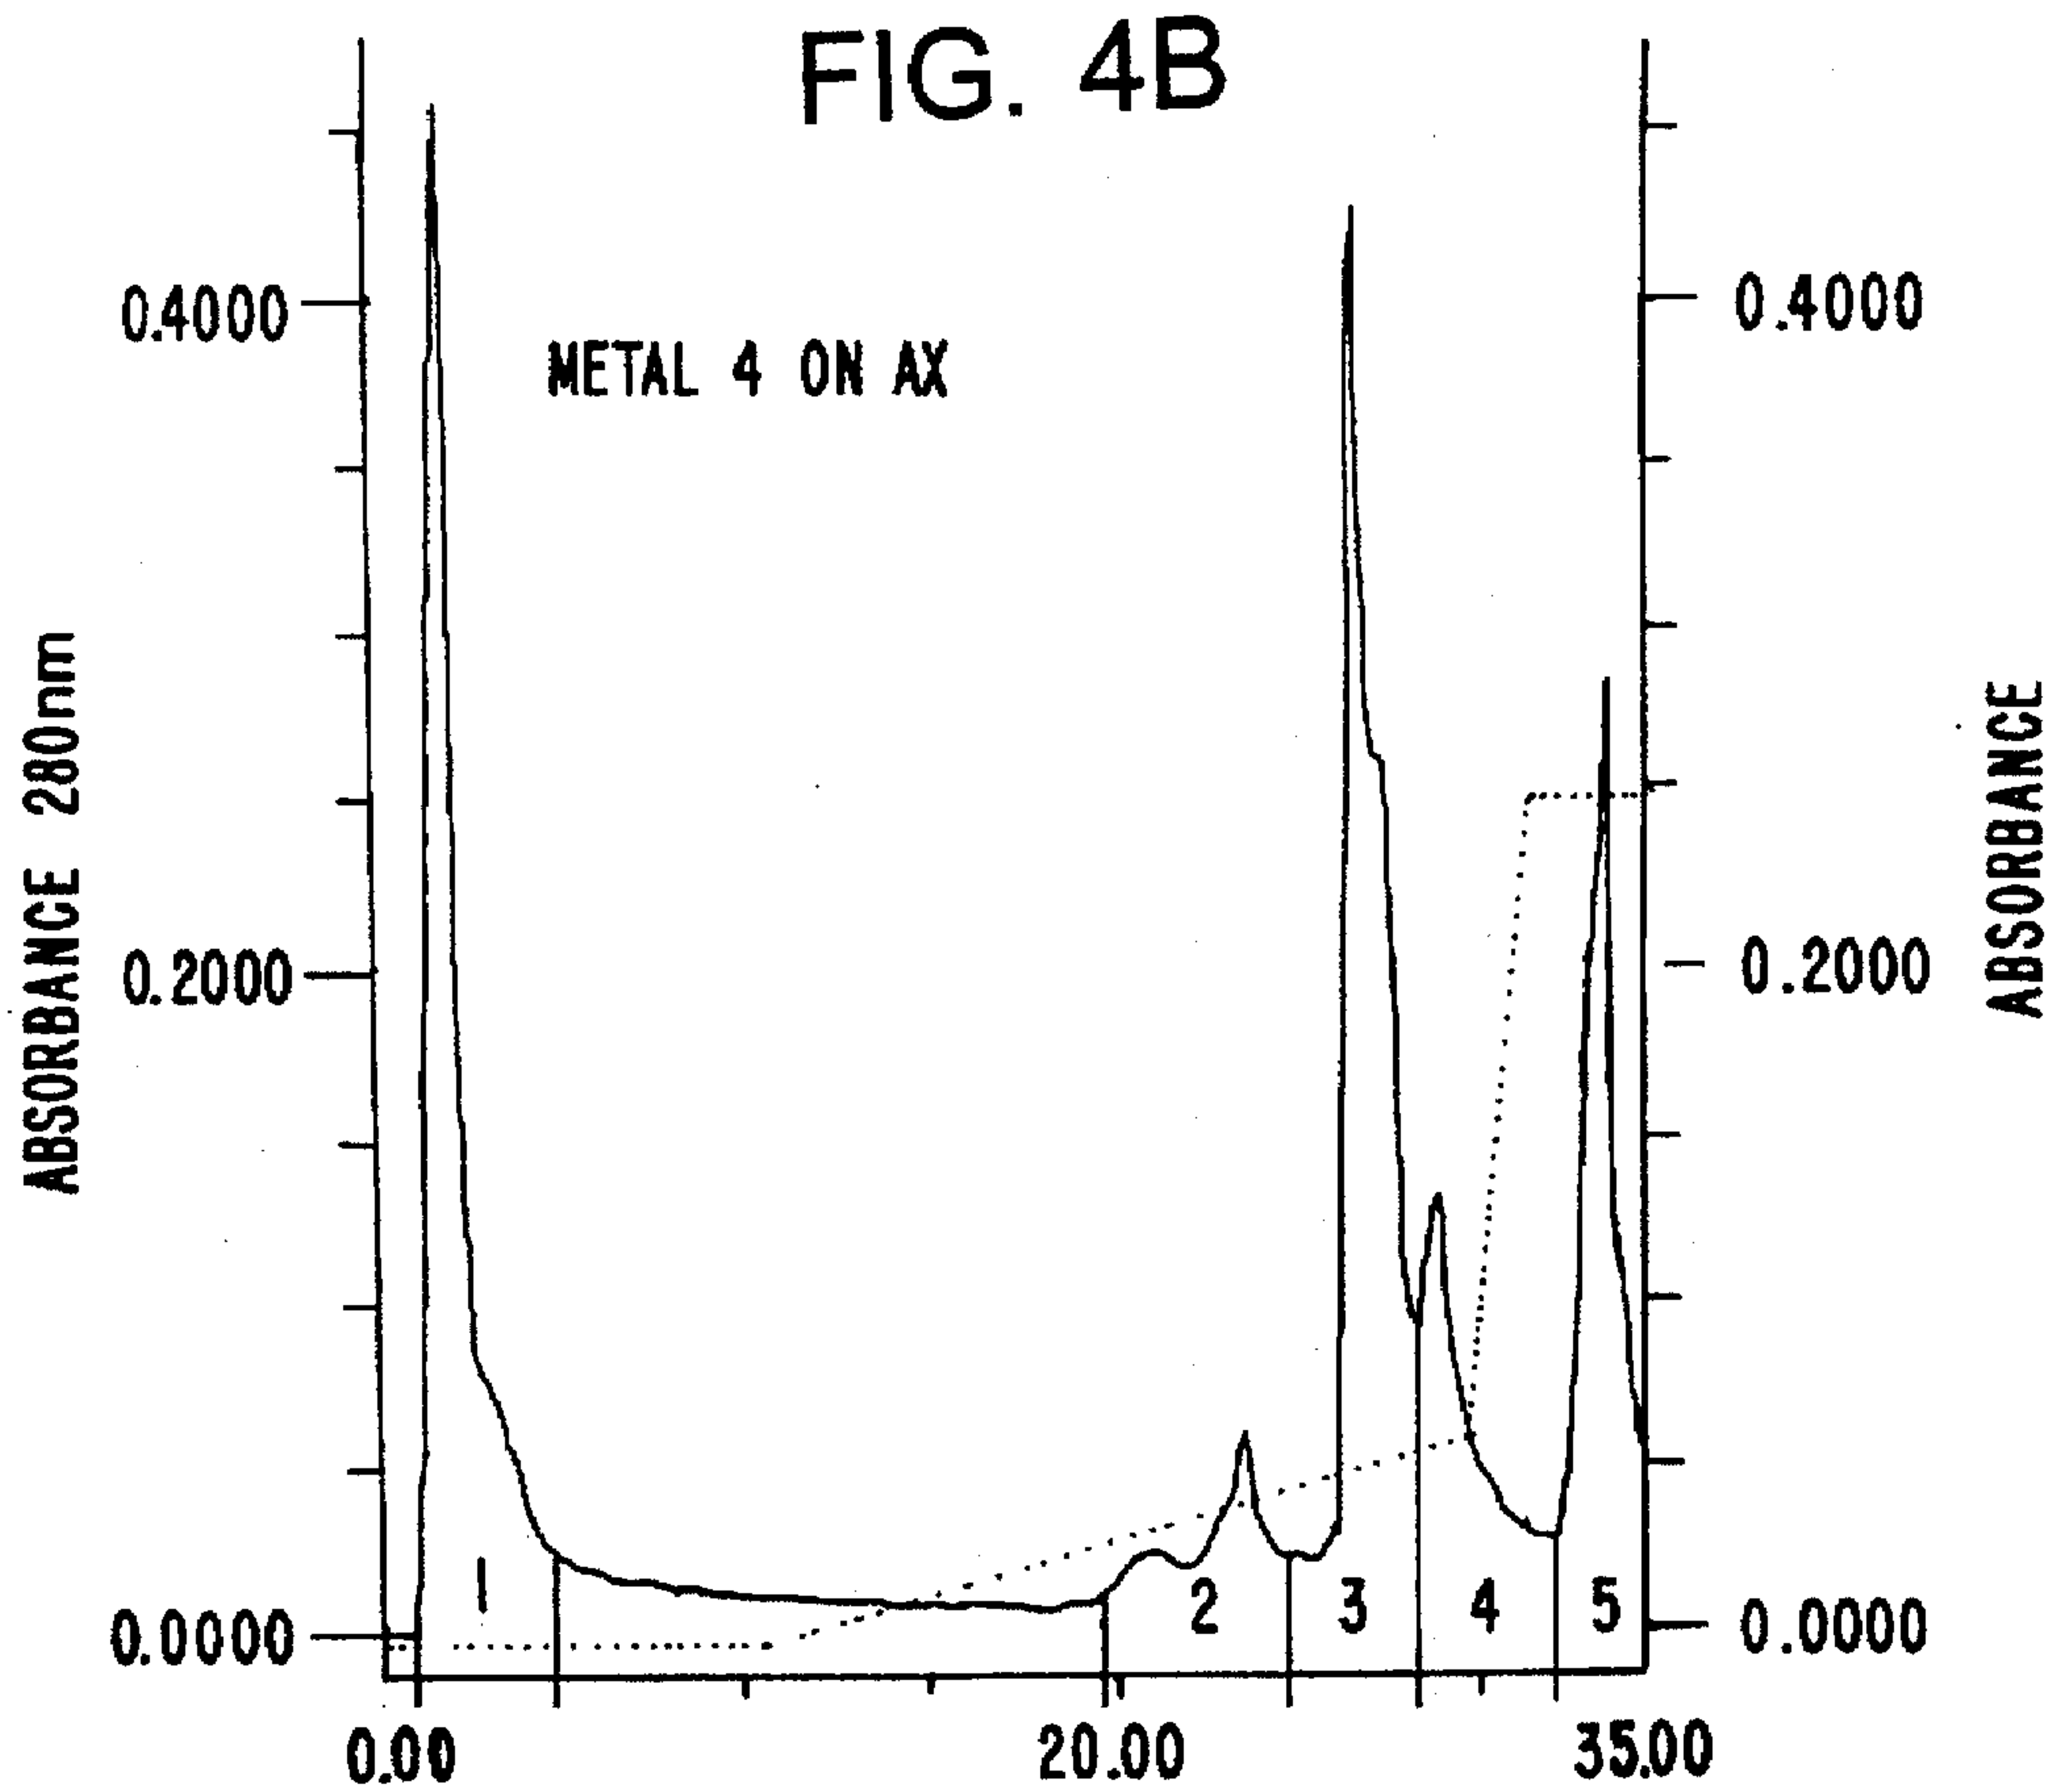 FIG. 4B
0.4000
0.4000
METAL 4 ON AX
ABSORBANCE 280nm
ABSORBANCE
0.2000
0.2000
1 2 3 4 5
0.0000
0.0000
0.00 20.00 35.00